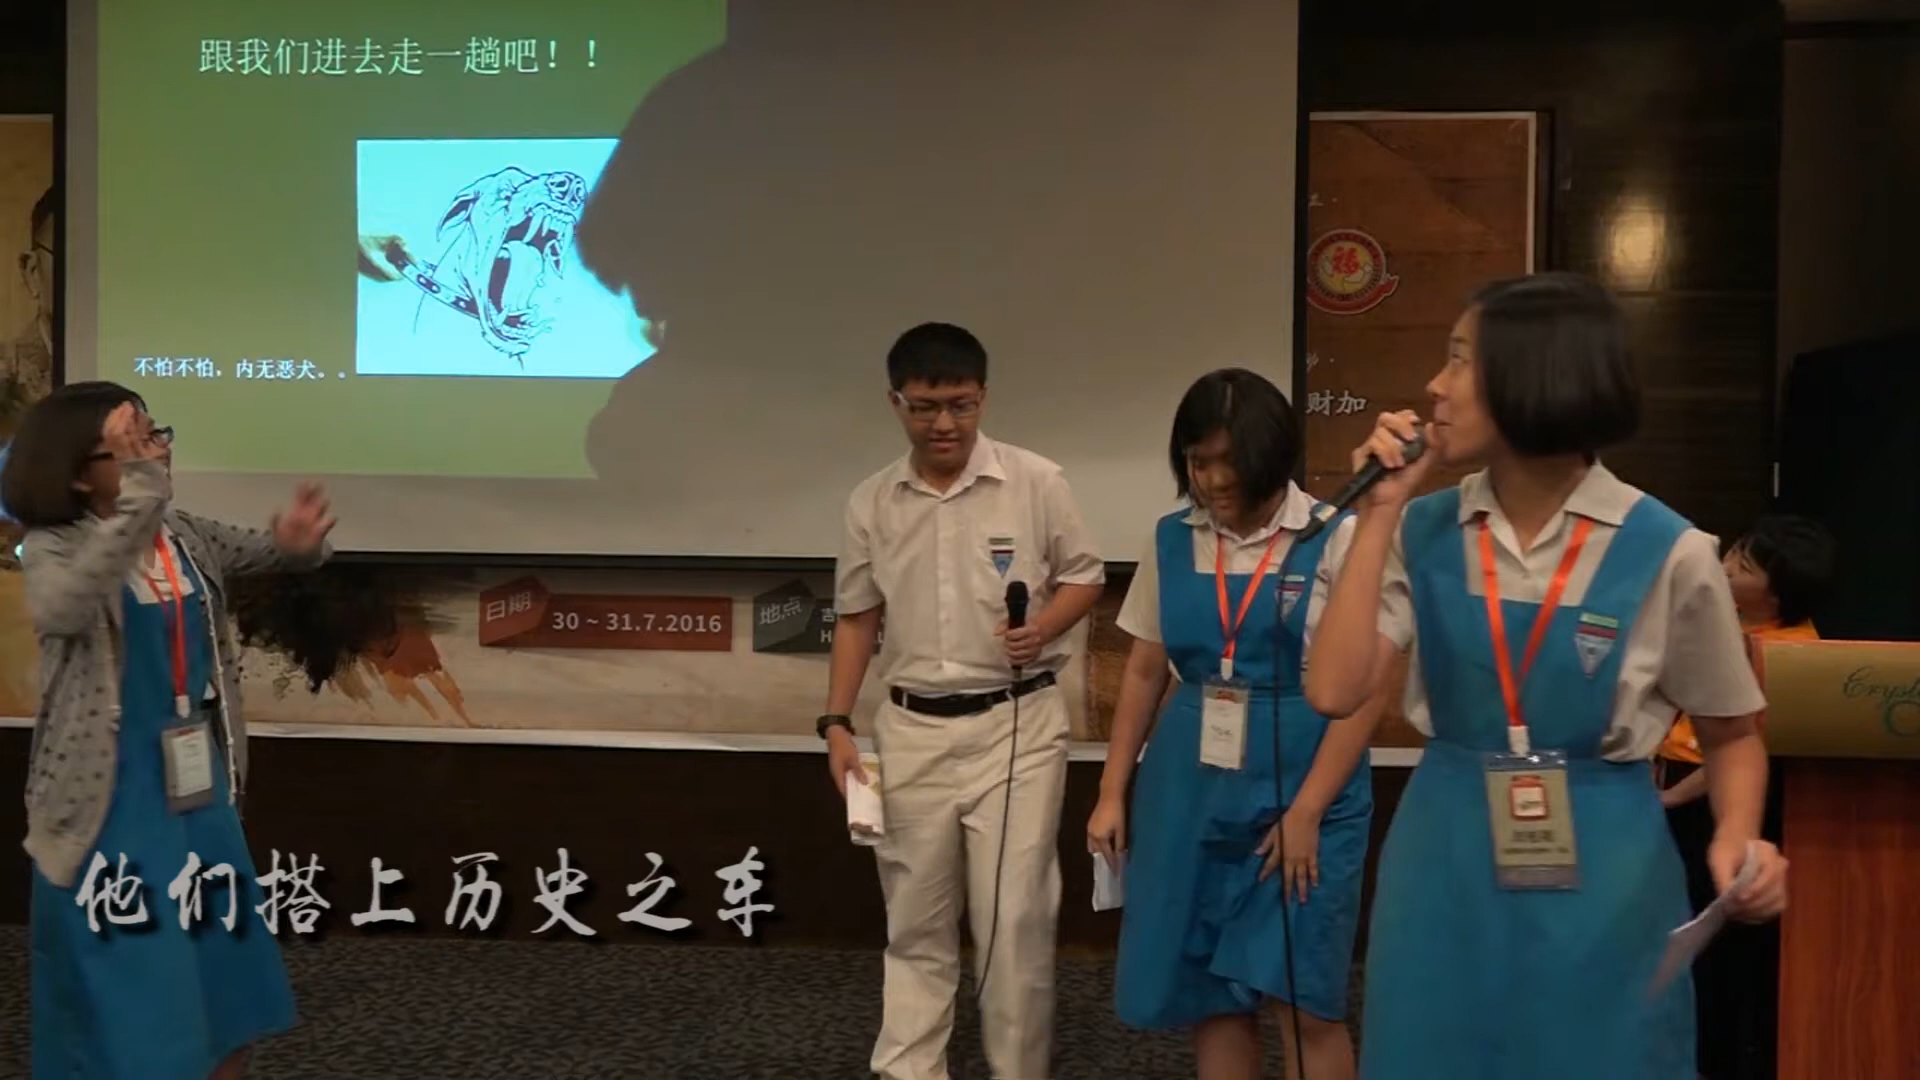 跟我们进去走一趟吧！！
不怕不怕，内无恶犬。。
福
财加
日期
30 ~ 31.7.2016
地点
他们搭上历史之车